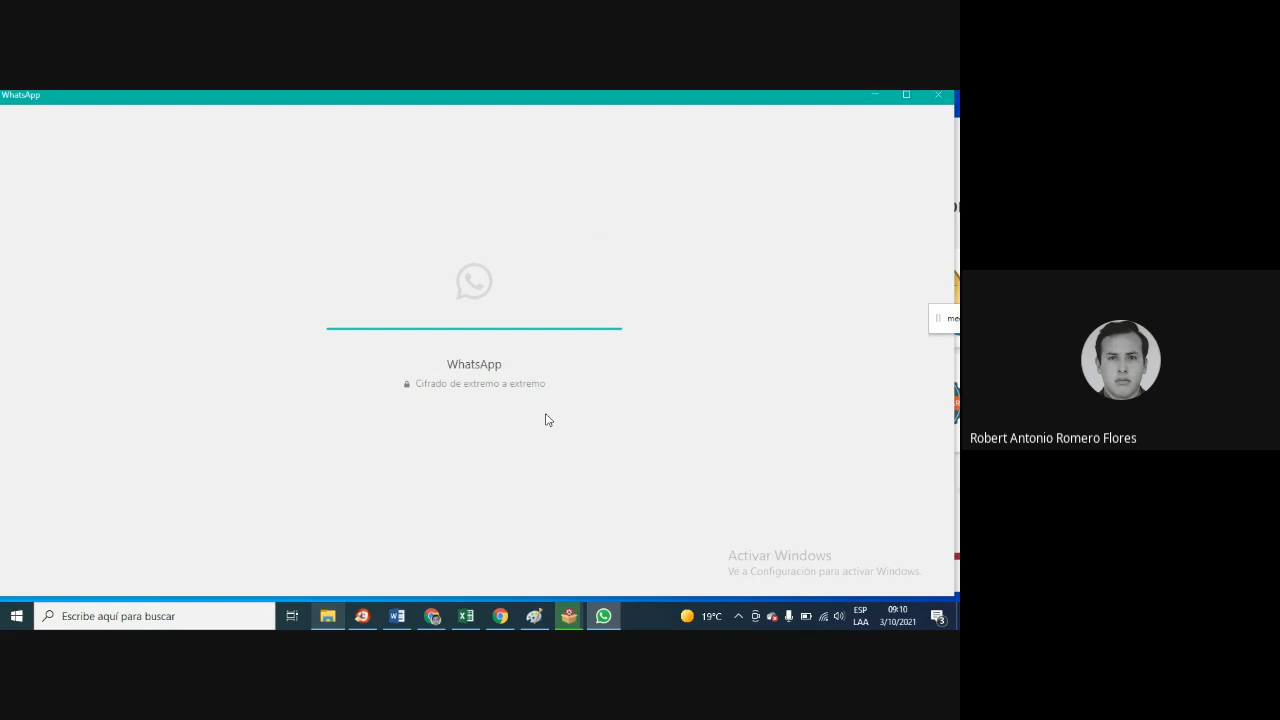 WhatsApp
WhatsApp
Cifrado de extremo a extremo
Robert Antonio Romero Flores
Activar Windows
Ve a Configuración para activar Windows.
Escribe aquí para buscar
19°C
ESP
LAA
09:10
3/10/2021
3